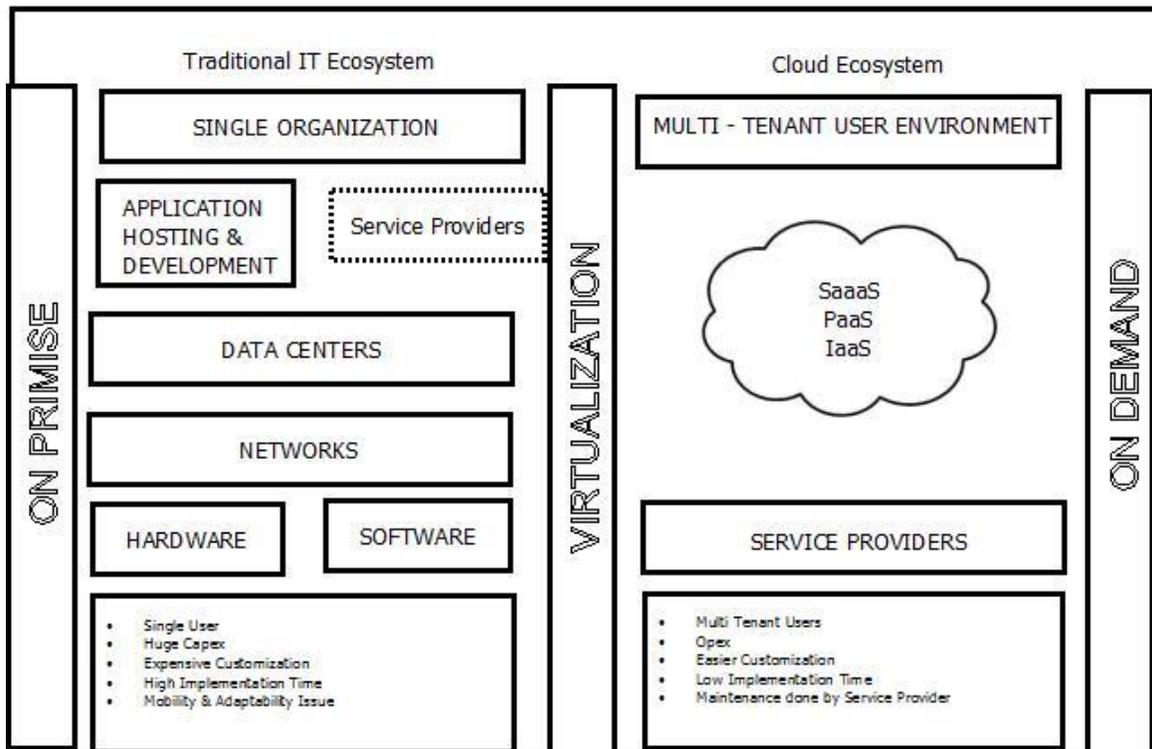 Traditional IT Ecosystem
Cloud Ecosystem
ON PRIMISE
SINGLE ORGANIZATION
APPLICATION
HOSTING &
DEVELOPMENT
Service Providers
DATA CENTERS
NETWORKS
HARDWARE
SOFTWARE
• Single User
• Huge Capex
• Expensive Customization
• High Implementation Time
• Mobility & Adaptability Issue
VIRTUALIZATION
MULTI - TENANT USER ENVIRONMENT
SaaaS
PaaS
IaaS
SERVICE PROVIDERS
• Multi Tenant Users
• Opex
• Easier Customization
• Low Implementation Time
• Maintenance done by Service Provider
ON DEMAND